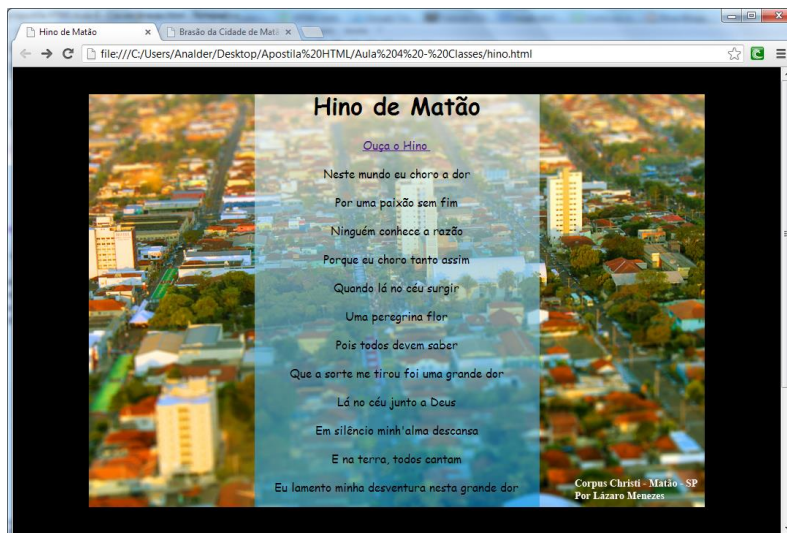 Hino de Matão
Brasão da Cidade de Mat
file:///C:/Users/Analder/Desktop/Apostila%20HTML/Aula%204%20-%20Classes/hino.html
Hino de Matão
Ouça o Hino
Neste mundo eu choro a dor
Por uma paixão sem fim
Ninguém conhece a razão
Porque eu choro tanto assim
Quando lá no céu surgir
Uma peregrina flor
Pois todos devem saber
Que a sorte me tirou foi uma grande dor
Lá no céu junto a Deus
Em silêncio minh'alma descansa
E na terra, todos cantam
Eu lamento minha desventura nesta grande dor
Corpus Christi - Matão - SP
Por Lázaro Menezes